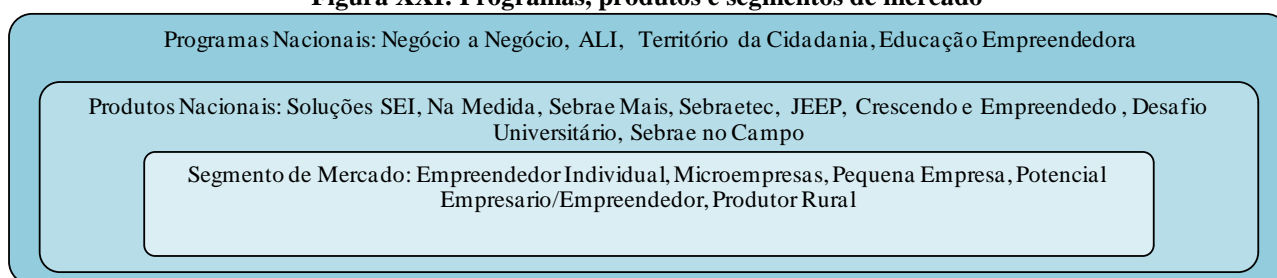 Figura XXI: Programas, produtos e segmentos de mercado
Programas Nacionais: Negócio a Negócio, ALI, Território da Cidadania, Educação Empreendedora
Produtos Nacionais: Soluções SEI, Na Medida, Sebrae Mais, Sebraetec, JEEP, Crescendo e Empreendedo , Desafio
Universitário, Sebrae no Campo
Segmento de Mercado: Empreendedor Individual, Microempresas, Pequena Empresa, Potencial
Empresario/Empreendedor, Produtor Rural